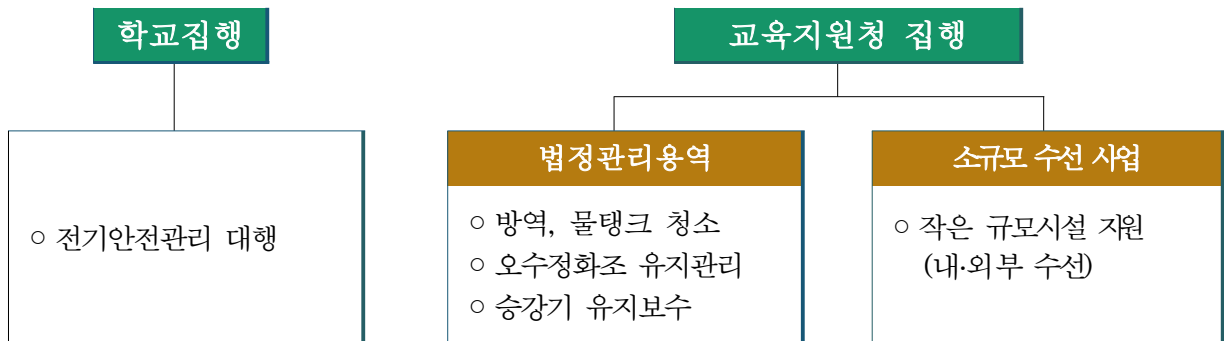 학교집행
교육지원청 집행
○ 전기안전관리 대행
법정관리용역
○ 방역, 물탱크 청소
○ 오수정화조 유지관리
○ 승강기 유지보수
소규모 수선 사업
○ 작은 규모시설 지원
(내·외부 수선)